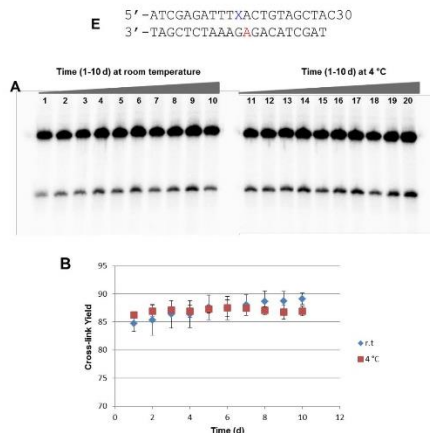 E
5'-ATCGAGATTTXACTGTAGCTAC30
3'-TAGCTCTAAAGAGACATCGAT
Time (1-10 d) at room temperature
Time (1-10 d) at 4 °C
A
1 2 3 4 5 6 7 8 9 10
11 12 13 14 15 16 17 18 19 20
B
Cross-link Yield
90
85
80
75
70
95
0 2 4 6 8 10 12
Time (d)
r.t
4 °C